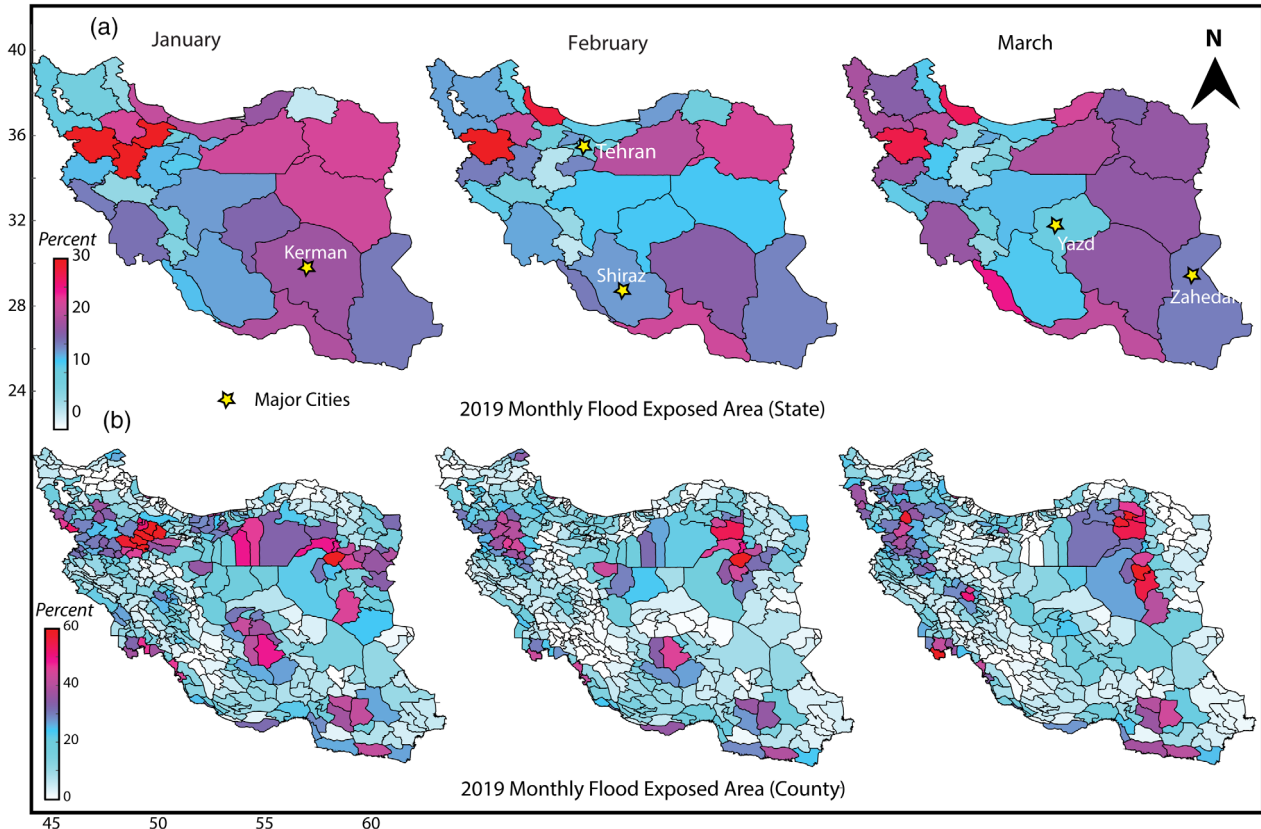 (a)
January
February
March
N
40
36
32
28
24
Tehran
Kerman
Shiraz
Yazd
Zahedan
Percent
30
20
10
0
Major Cities
2019 Monthly Flood Exposed Area (State)
(b)
Percent
60
40
20
0
2019 Monthly Flood Exposed Area (County)
45
50
55
60